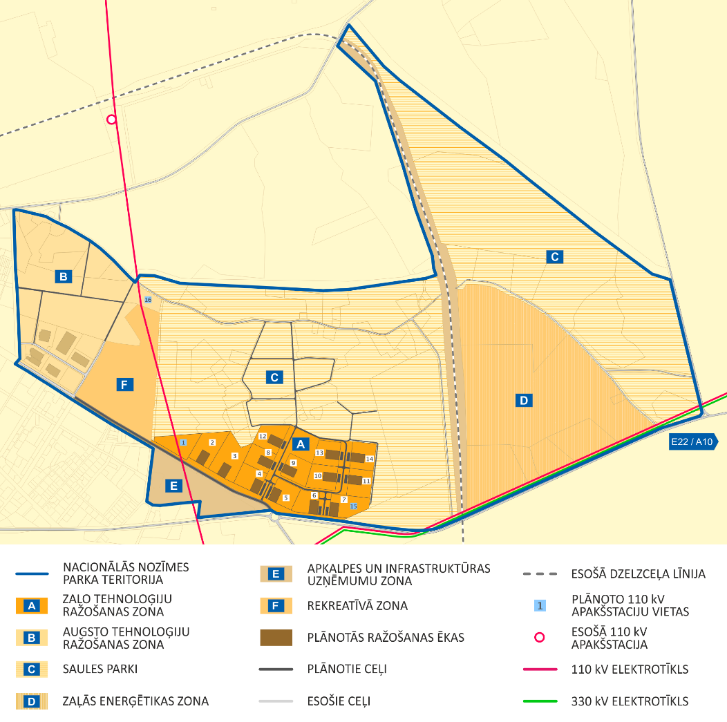 C
B
16
F
C
D
E22 / A10
A
12
1
2
3
8
9
13
14
4
10
11
E
5
6
7
15
NACIONĀLĀS NOZĪMES
PARKA TERITORIJA
A ZAĻO TEHNOLOĢIJU
RAŽOŠANAS ZONA
B AUGSTO TEHNOLOĢIJU
RAŽOŠANAS ZONA
C SAULES PARKI
D ZAĻĀS ENERĢĒTIKAS ZONA
E APKALPES UN INFRASTRUKTŪRAS
UZŅĒMUMU ZONA
F REKREATĪVĀ ZONA
PLĀNOTĀS RAŽOŠANAS ĒKAS
PLĀNOTIE CEĻI
ESOŠIE CEĻI
ESOŠĀ DZELZCEĻA LĪNIJA
1 PLĀNOTO 110 kV
APAKŠSTACIJU VIETAS
ESOŠĀ 110 kV
APAKŠSTACIJA
110 kV ELEKTROTĪKLS
330 kV ELEKTROTĪKLS